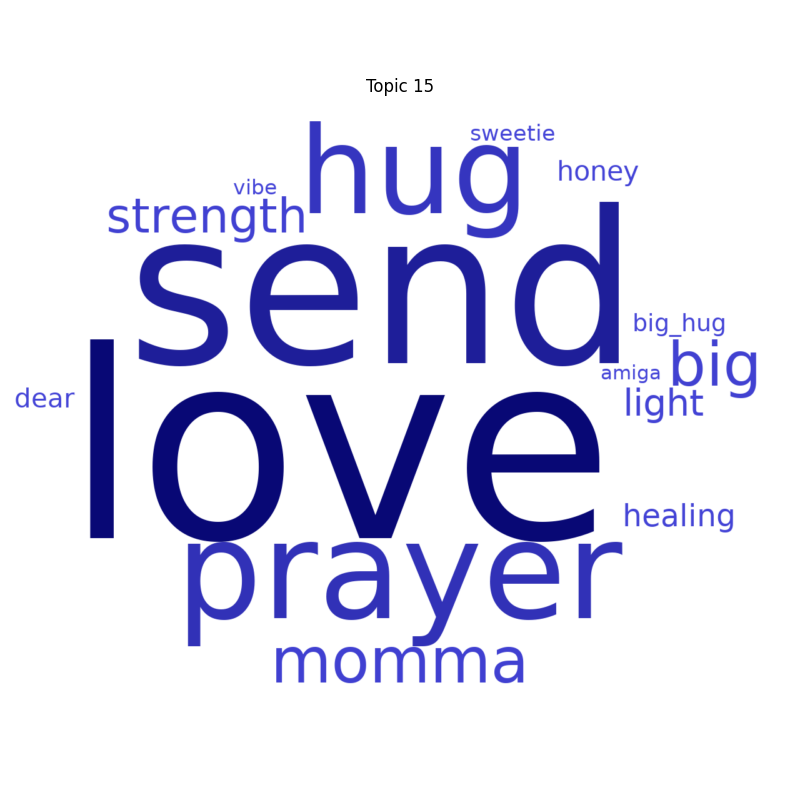 Topic 15
sweetie
hug
honey
vibe
strength
send
big_hug
big
amiga
light
dear
love
healing
prayer
momma